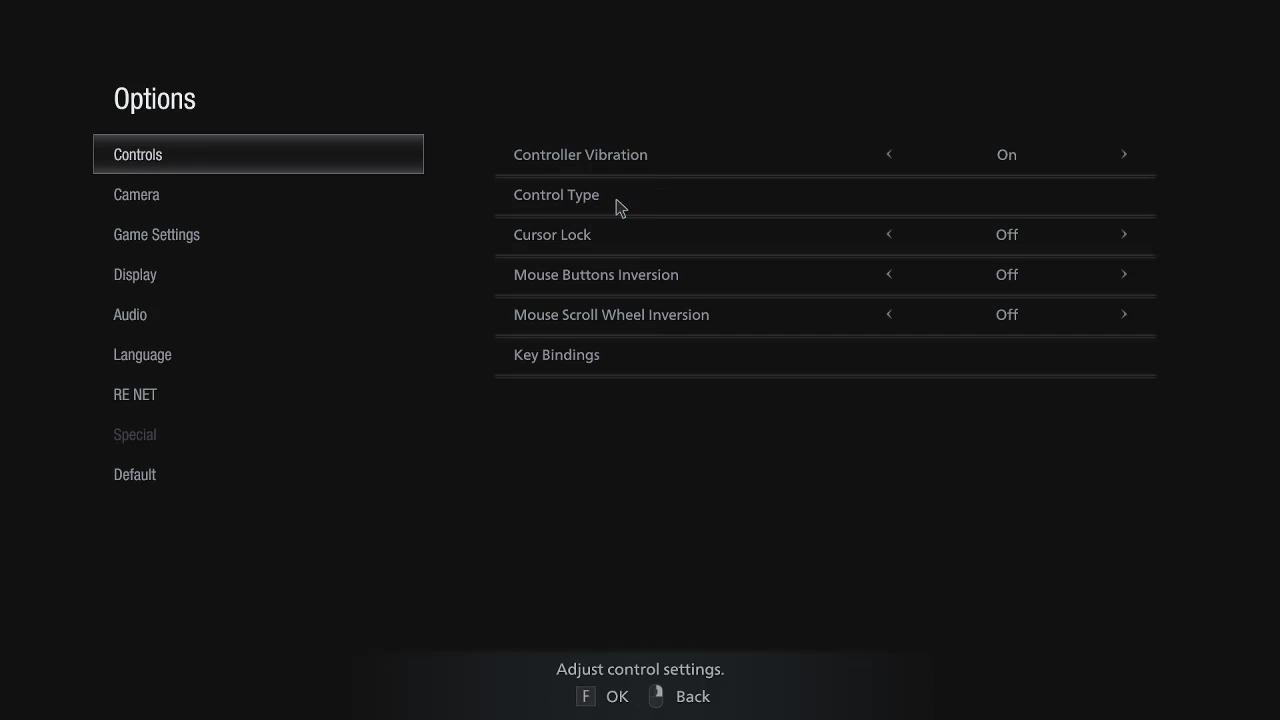 Options
Controls
Camera
Game Settings
Display
Audio
Language
RE NET
Special
Default
Controller Vibration ‹ On ›
Control Type
Cursor Lock ‹ Off ›
Mouse Buttons Inversion ‹ Off ›
Mouse Scroll Wheel Inversion ‹ Off ›
Key Bindings
Adjust control settings.
F OK Back